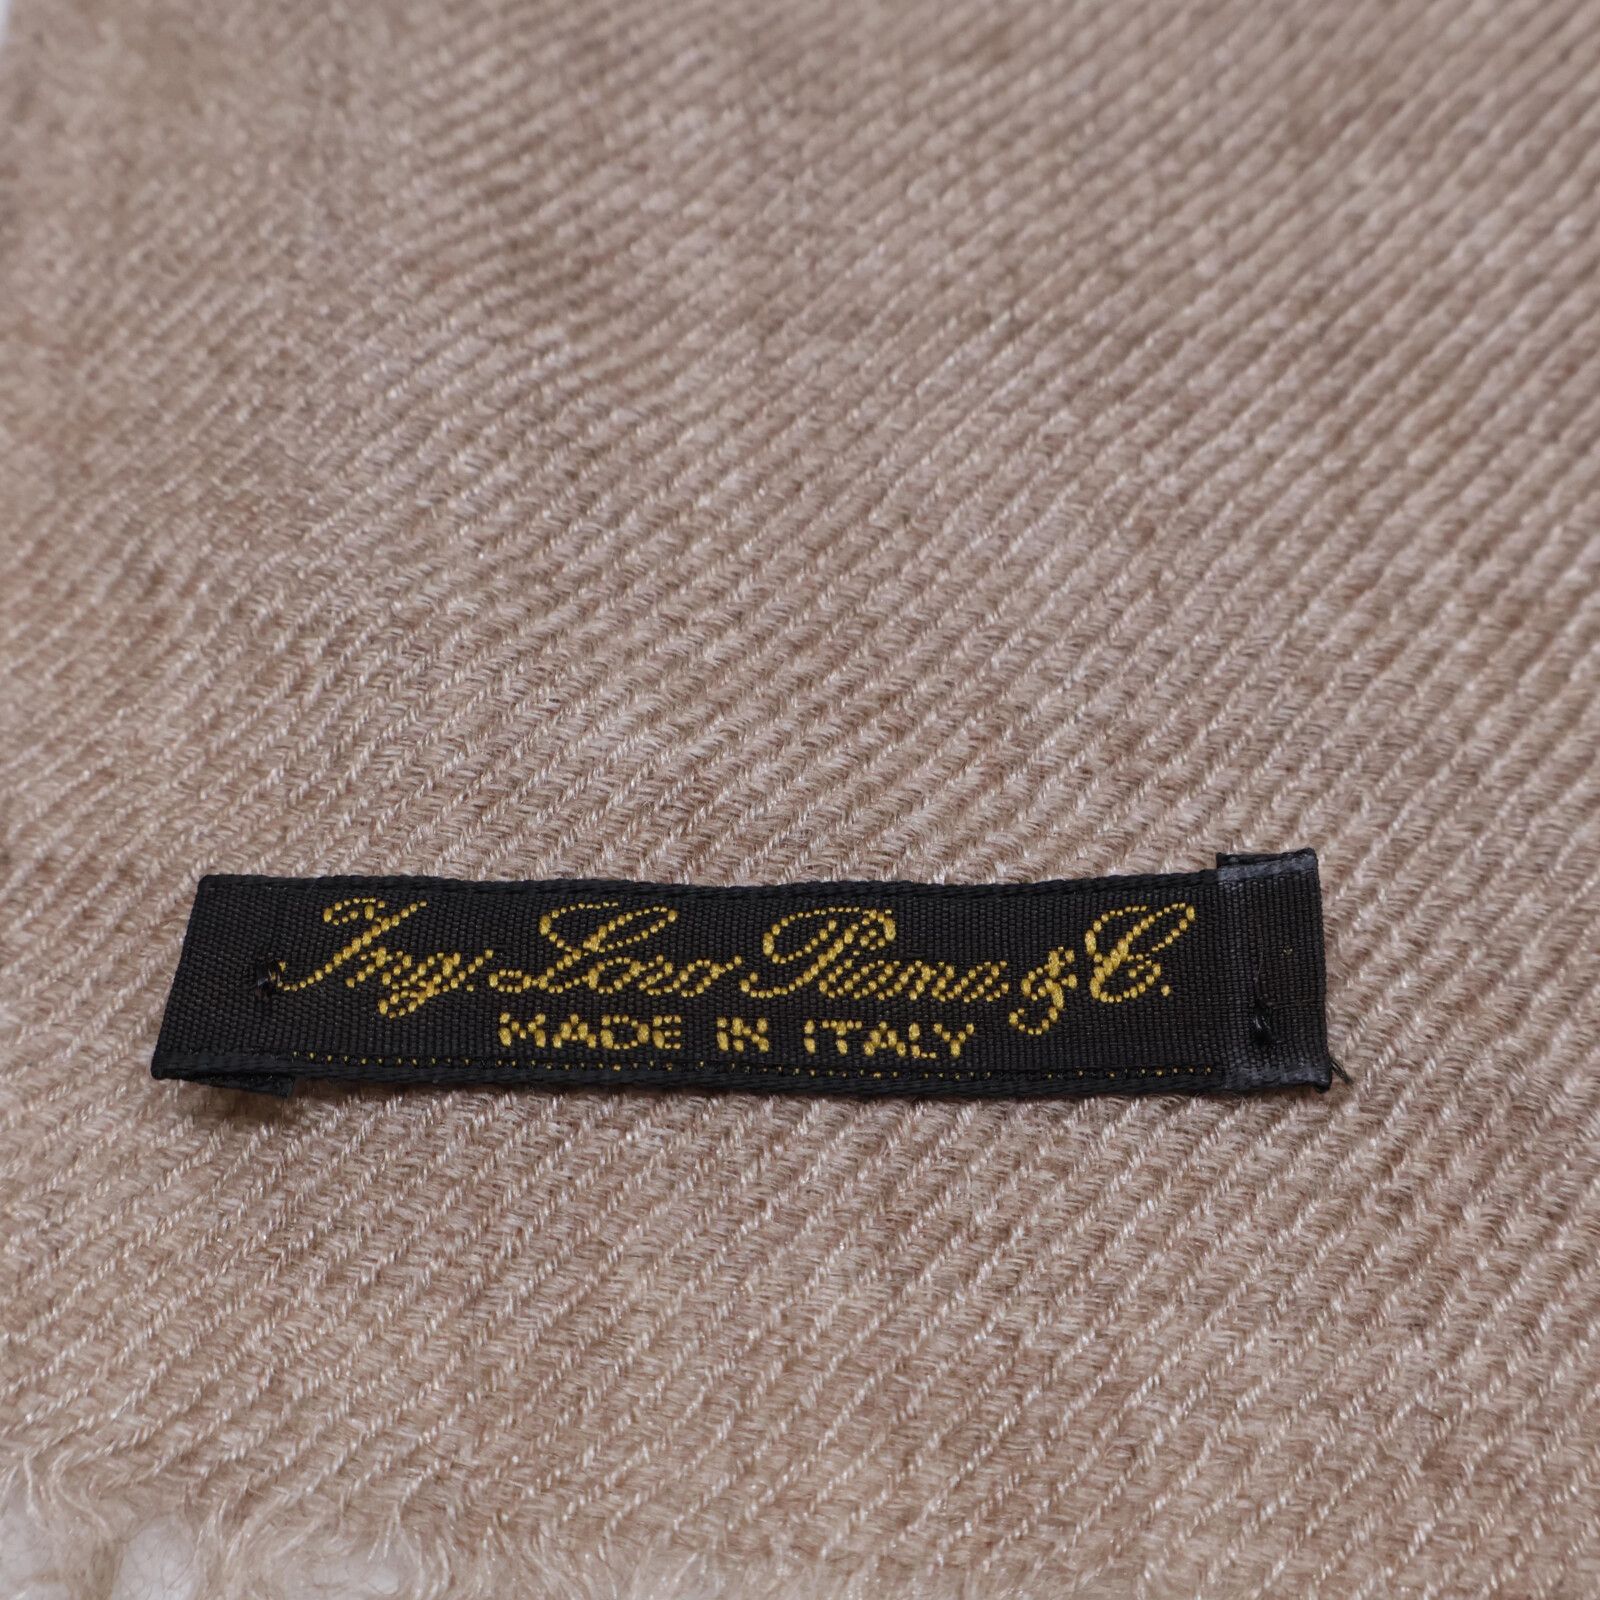 Ing. Loro Piana & C.
MADE IN ITALY